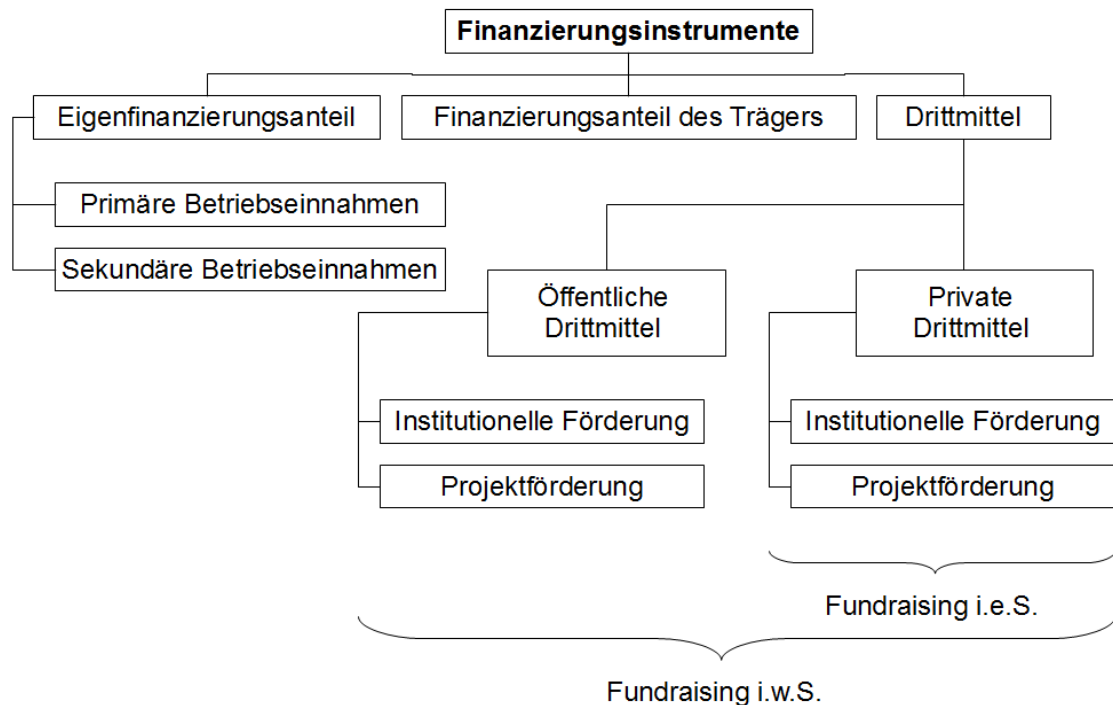 Finanzierungsinstrumente
Eigenfinanzierungsanteil
Finanzierungsanteil des Trägers
Drittmittel
Primäre Betriebseinnahmen
Sekundäre Betriebseinnahmen
Öffentliche
Drittmittel
Private
Drittmittel
Institutionelle Förderung
Institutionelle Förderung
Projektförderung
Projektförderung
Fundraising i.e.S.
Fundraising i.w.S.